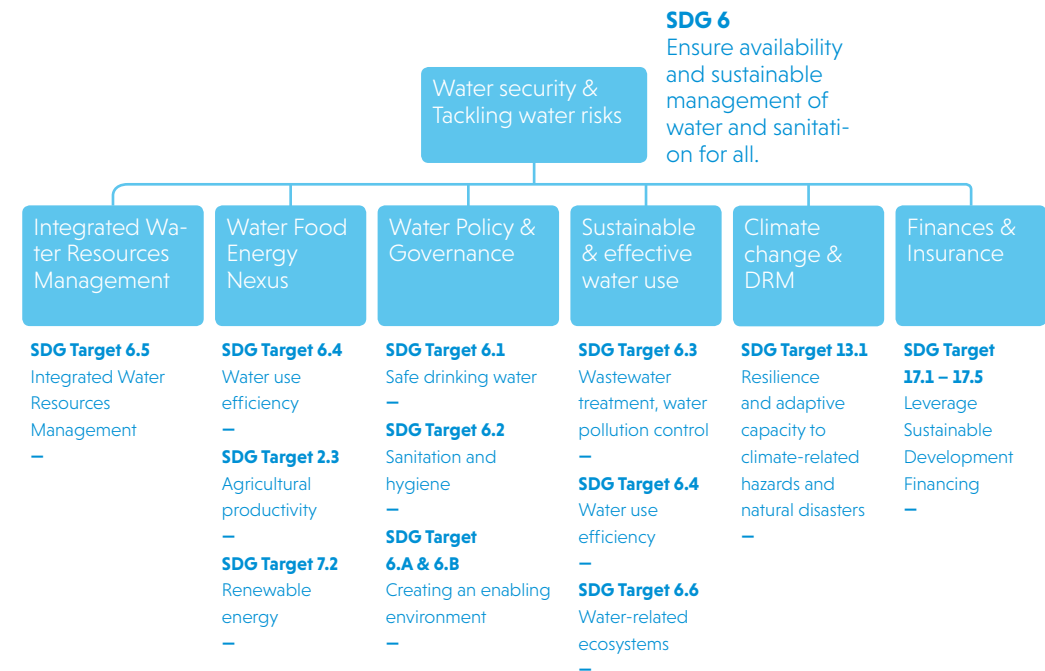 SDG 6
Ensure availability
and sustainable
management of
water and sanitati-
on for all.
Water security &
Tackling water risks
Integrated Wa-
ter Resources
Management
SDG Target 6.5
Integrated Water
Resources
Management
–
Water Food
Energy
Nexus
SDG Target 6.4
Water use
efficiency
–
SDG Target 2.3
Agricultural
productivity
–
SDG Target 7.2
Renewable
energy
–
Water Policy &
Governance
SDG Target 6.1
Safe drinking water
–
SDG Target 6.2
Sanitation and
hygiene
–
SDG Target
6.A & 6.B
Creating an enabling
environment
–
Sustainable
& effective
water use
SDG Target 6.3
Wastewater
treatment, water
pollution control
–
SDG Target 6.4
Water use
efficiency
–
SDG Target 6.6
Water-related
ecosystems
–
Climate
change &
DRM
SDG Target 13.1
Resilience
and adaptive
capacity to
climate-related
hazards and
natural disasters
–
Finances &
Insurance
SDG Target
17.1 – 17.5
Leverage
Sustainable
Development
Financing
–